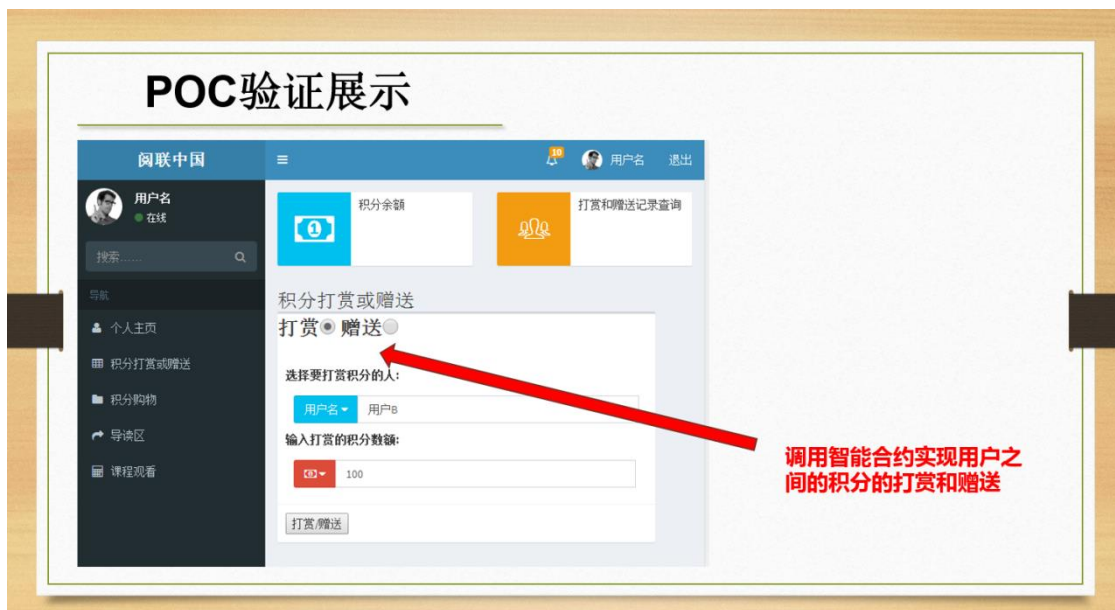 POC验证展示
阅联中国
10
用户名
退出
用户名
在线
搜索……
导航
个人主页
积分打赏或赠送
积分购物
导读区
课程观看
积分余额
打赏和赠送记录查询
积分打赏或赠送
打赏 赠送
选择要打赏积分的人:
用户名 用户B
输入打赏的积分数额:
100
打赏/赠送
调用智能合约实现用户之
间的积分的打赏和赠送